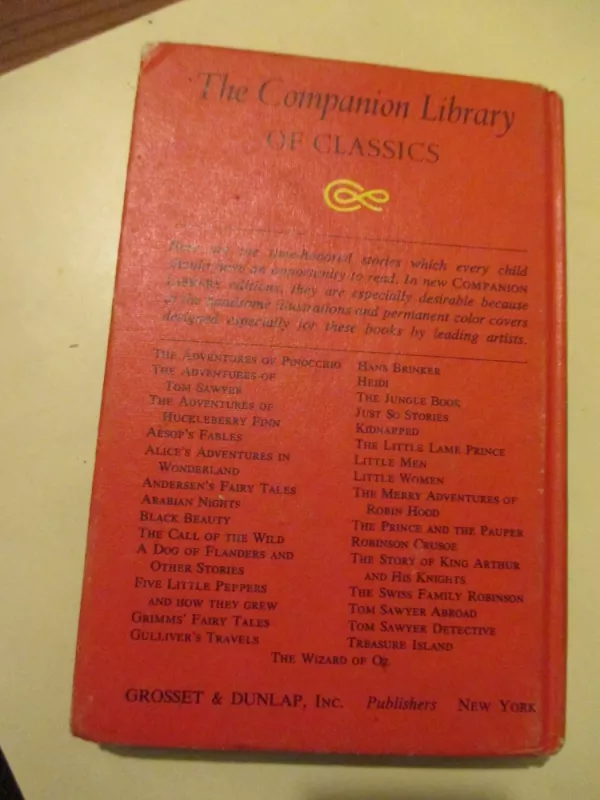 The Companion Library
OF CLASSICS
Here are the time-honored stories which every child
should have an opportunity to read. In new COMPANION
LIBRARY editions, they are especially desirable because
of the handsome illustrations and permanent color covers
designed especially for these books by leading artists.
THE ADVENTURES OF PINOCCHIO
THE ADVENTURES OF
TOM SAWYER
THE ADVENTURES OF
HUCKLEBERRY FINN
AESOP'S FABLES
ALICE'S ADVENTURES IN
WONDERLAND
ANDERSEN'S FAIRY TALES
ARABIAN NIGHTS
BLACK BEAUTY
THE CALL OF THE WILD
A DOG OF FLANDERS AND
OTHER STORIES
FIVE LITTLE PEPPERS
AND HOW THEY GREW
GRIMMS' FAIRY TALES
GULLIVER'S TRAVELS
HANS BRINKER
HEIDI
THE JUNGLE BOOK
JUST SO STORIES
KIDNAPPED
THE LITTLE LAME PRINCE
LITTLE MEN
LITTLE WOMEN
THE MERRY ADVENTURES OF
ROBIN HOOD
THE PRINCE AND THE PAUPER
ROBINSON CRUSOE
THE STORY OF KING ARTHUR
AND HIS KNIGHTS
THE SWISS FAMILY ROBINSON
TOM SAWYER ABROAD
TOM SAWYER DETECTIVE
TREASURE ISLAND
THE WIZARD OF OZ
GROSSET & DUNLAP, INC. Publishers NEW YORK